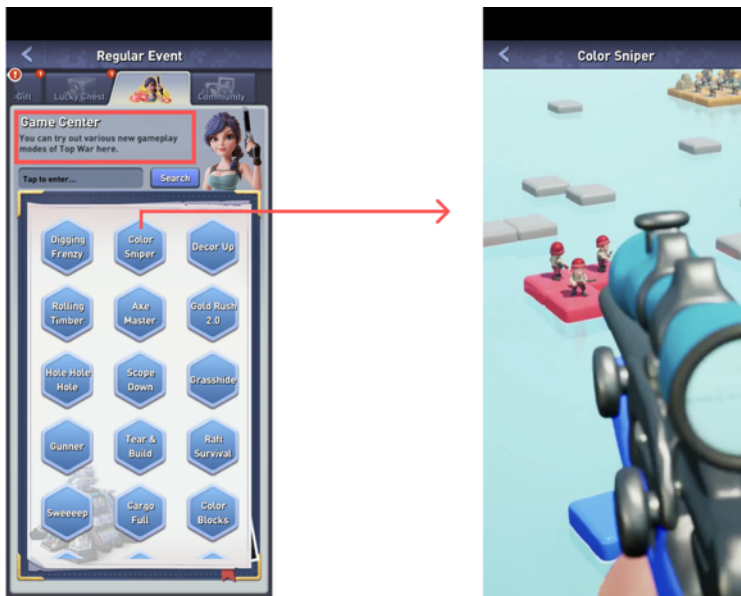 Regular Event
Gift
Lucky Chest
Community
Game Center
You can try out various new gameplay
modes of Top War here.
Tap to enter...
Search
Digging
Frenzy
Color
Sniper
Decor Up
Rolling
Timber
Axe
Master
Gold Rush
2.0
Hole Hole
Hole
Scope
Down
Grasshide
Gunner
Tear &
Build
Raft
Survival
Sweeeep
Cargo
Full
Color
Blocks
Color Sniper